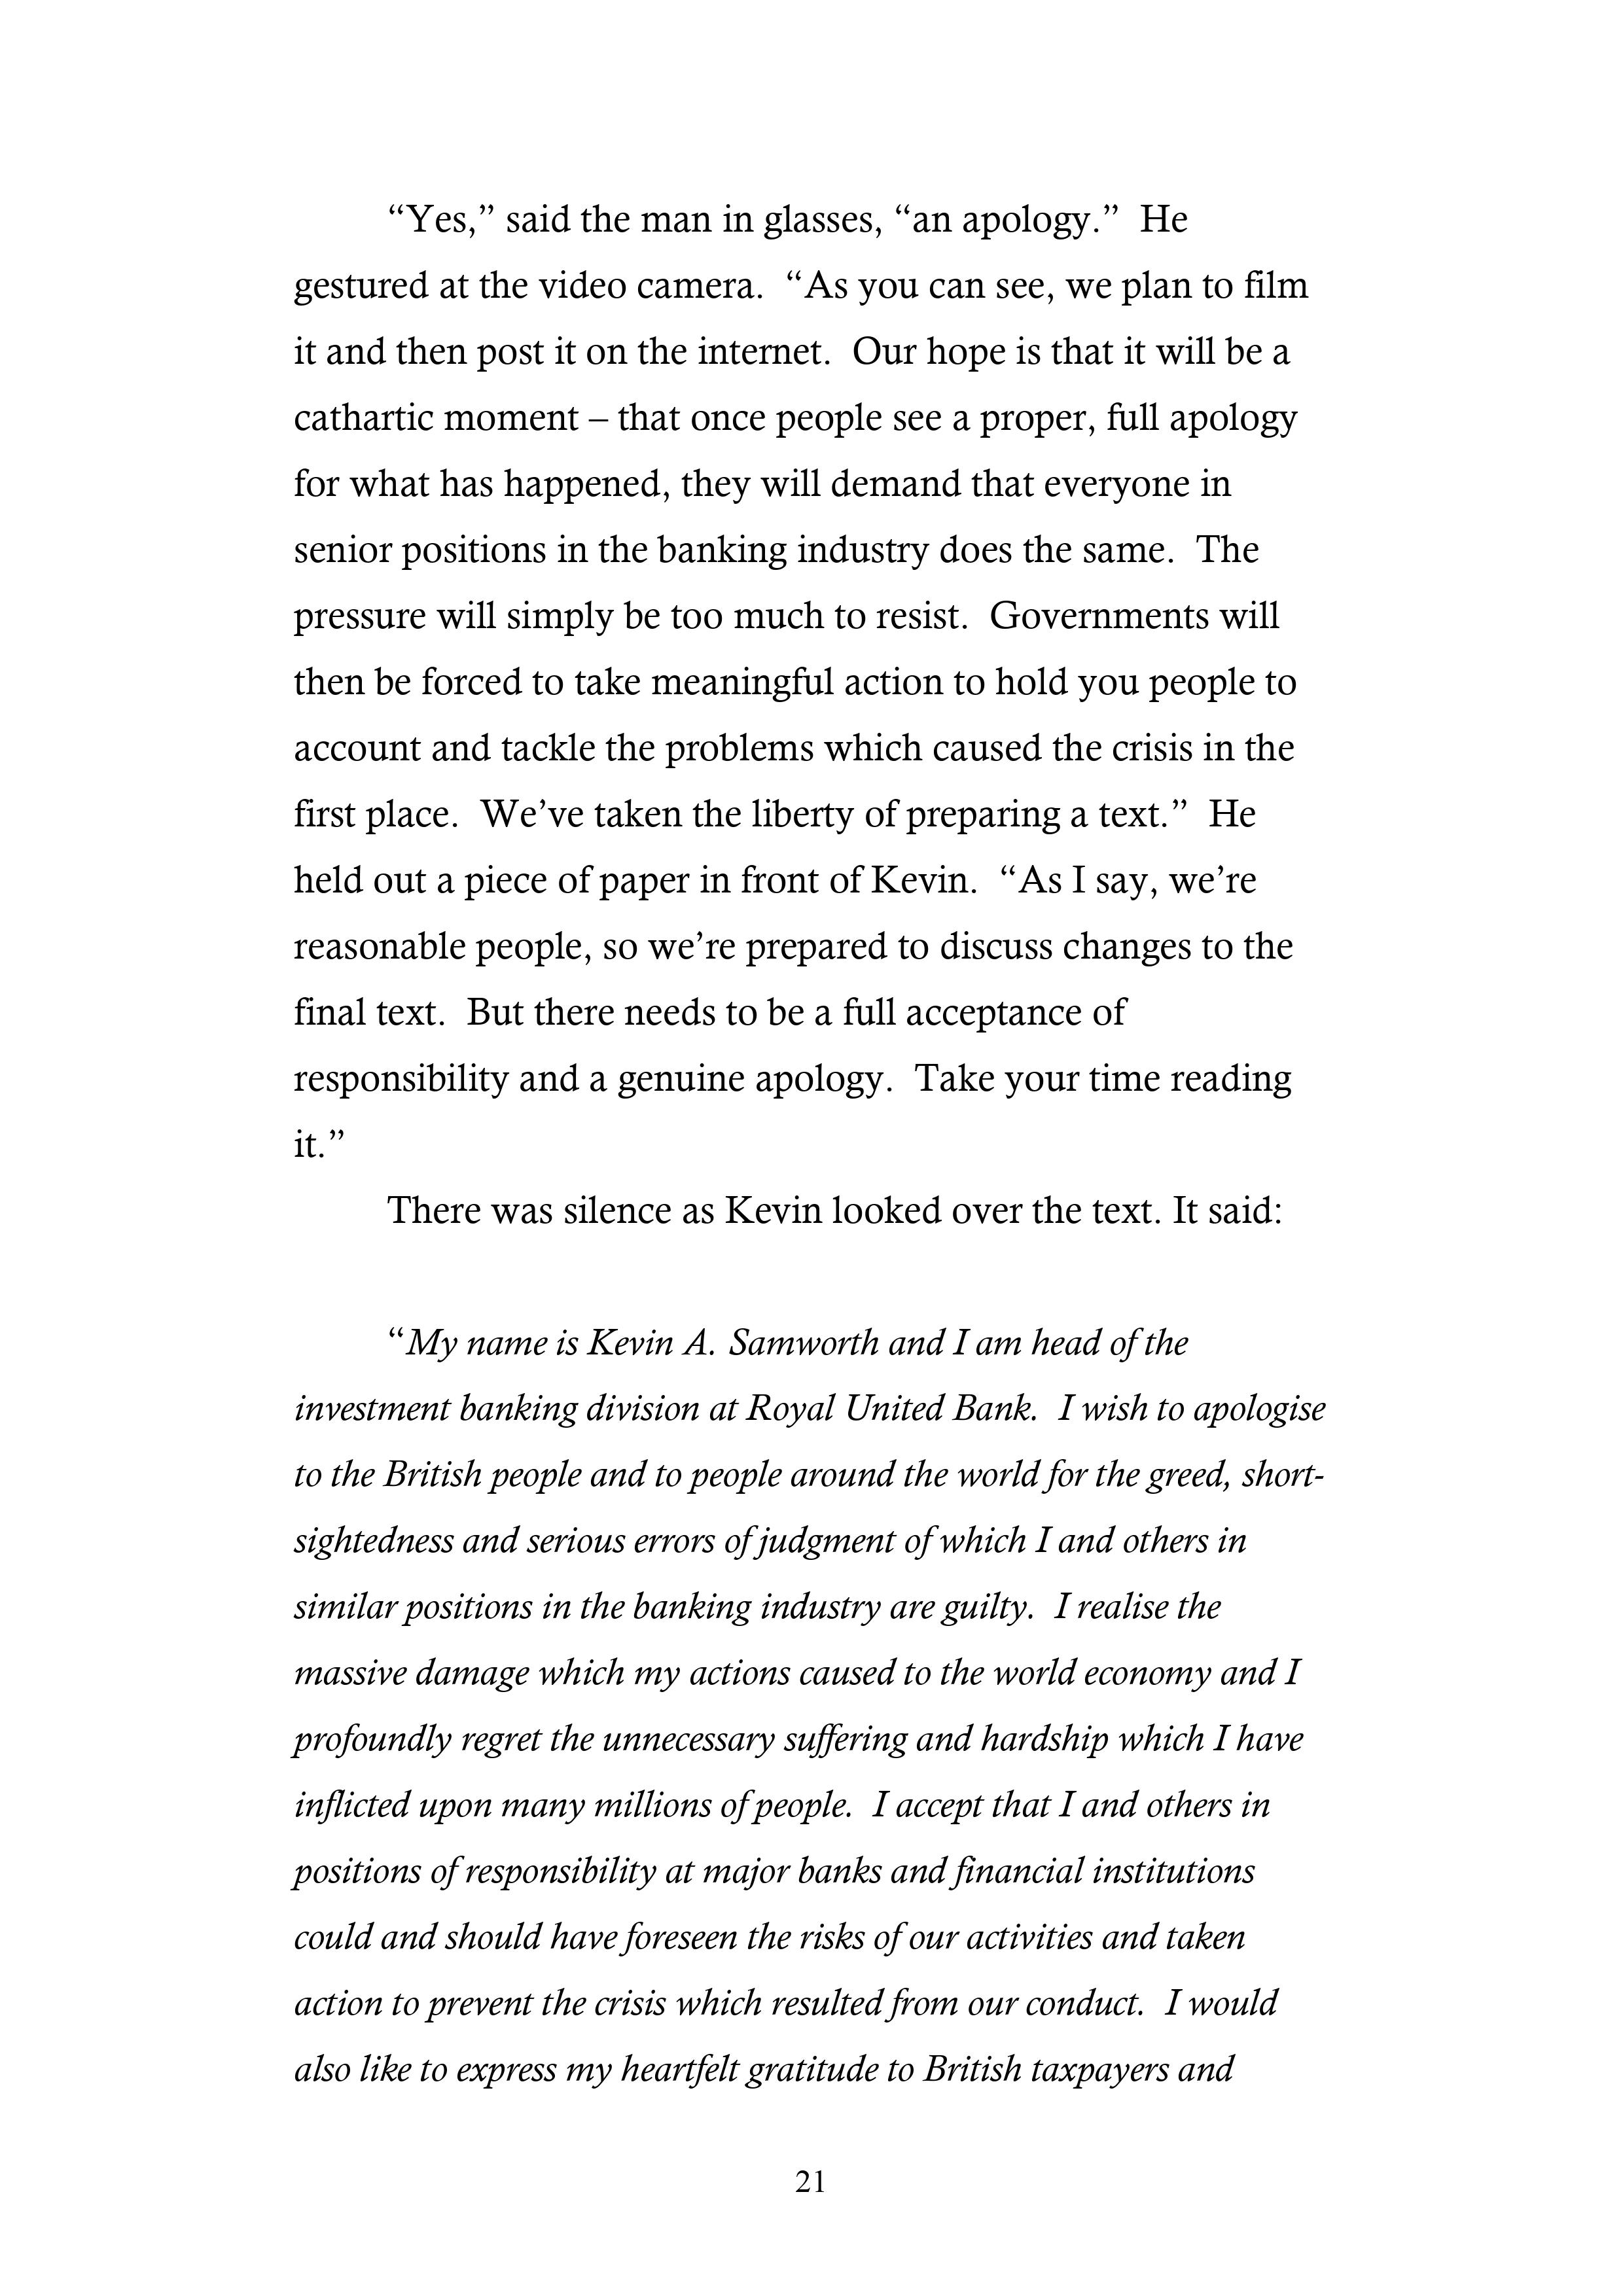 “Yes,” said the man in glasses, “an apology.”  He
gestured at the video camera.  “As you can see, we plan to film
it and then post it on the internet.  Our hope is that it will be a
cathartic moment – that once people see a proper, full apology
for what has happened, they will demand that everyone in
senior positions in the banking industry does the same.  The
pressure will simply be too much to resist.  Governments will
then be forced to take meaningful action to hold you people to
account and tackle the problems which caused the crisis in the
first place.  We’ve taken the liberty of preparing a text.”  He
held out a piece of paper in front of Kevin.  “As I say, we’re
reasonable people, so we’re prepared to discuss changes to the
final text.  But there needs to be a full acceptance of
responsibility and a genuine apology.  Take your time reading
it.”
There was silence as Kevin looked over the text. It said:
“My name is Kevin A. Samworth and I am head of the
investment banking division at Royal United Bank.  I wish to apologise
to the British people and to people around the world for the greed, short-
sightedness and serious errors of judgment of which I and others in
similar positions in the banking industry are guilty.  I realise the
massive damage which my actions caused to the world economy and I
profoundly regret the unnecessary suffering and hardship which I have
inflicted upon many millions of people.  I accept that I and others in
positions of responsibility at major banks and financial institutions
could and should have foreseen the risks of our activities and taken
action to prevent the crisis which resulted from our conduct.  I would
also like to express my heartfelt gratitude to British taxpayers and
21